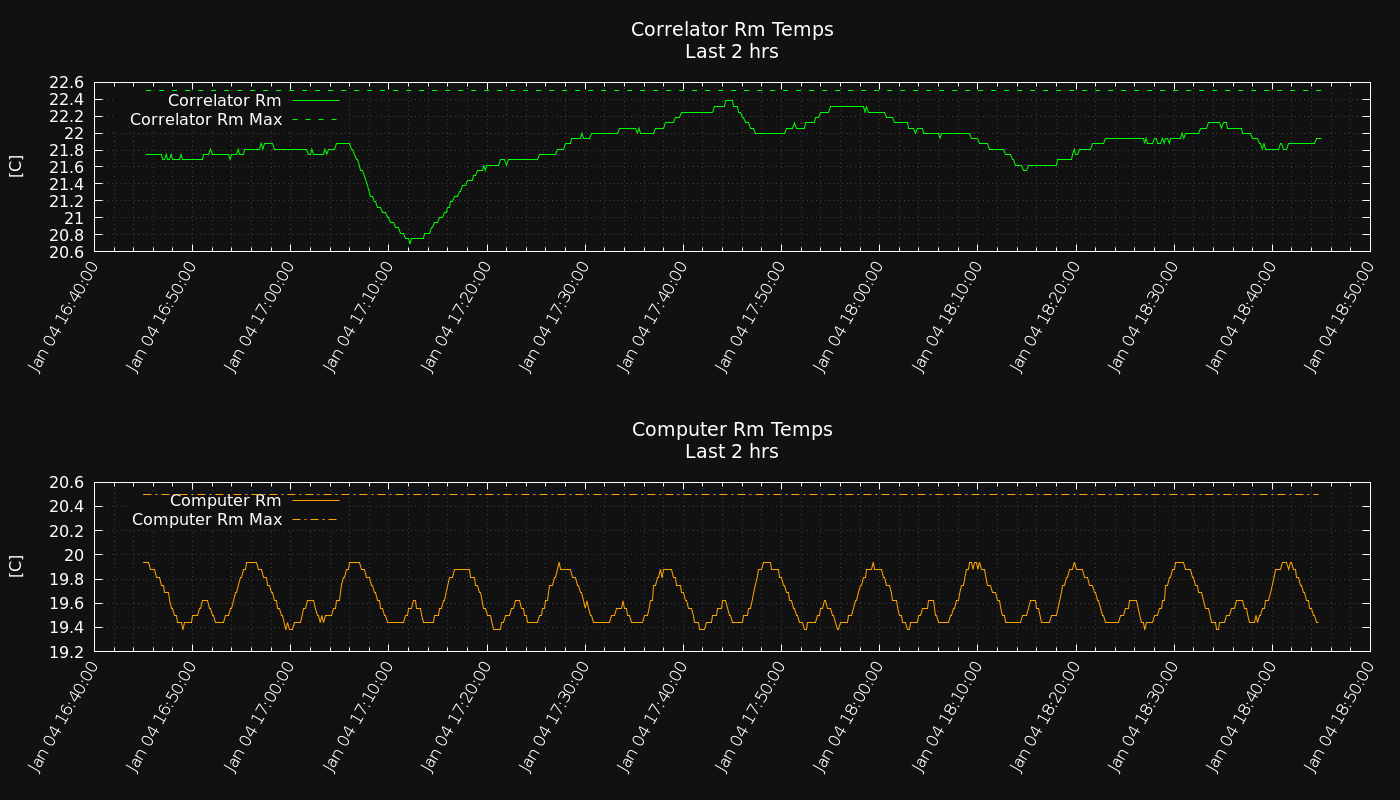 Correlator Rm Temps
Last 2 hrs
[C]
22.6
22.4
22.2
22
21.8
21.6
21.4
21.2
21
20.8
20.6
Correlator Rm
Correlator Rm Max
Jan 04 16:40:00
Jan 04 16:50:00
Jan 04 17:00:00
Jan 04 17:10:00
Jan 04 17:20:00
Jan 04 17:30:00
Jan 04 17:40:00
Jan 04 17:50:00
Jan 04 18:00:00
Jan 04 18:10:00
Jan 04 18:20:00
Jan 04 18:30:00
Jan 04 18:40:00
Jan 04 18:50:00
Computer Rm Temps
Last 2 hrs
[C]
20.6
20.4
20.2
20
19.8
19.6
19.4
19.2
Computer Rm
Computer Rm Max
Jan 04 16:40:00
Jan 04 16:50:00
Jan 04 17:00:00
Jan 04 17:10:00
Jan 04 17:20:00
Jan 04 17:30:00
Jan 04 17:40:00
Jan 04 17:50:00
Jan 04 18:00:00
Jan 04 18:10:00
Jan 04 18:20:00
Jan 04 18:30:00
Jan 04 18:40:00
Jan 04 18:50:00